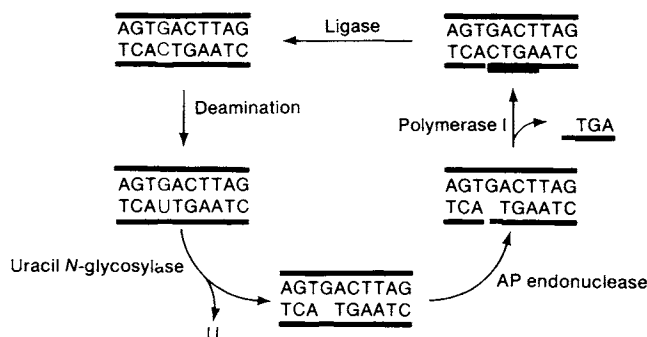 AGTGACTTAG
TCACTGAATC
Ligase
AGTGACTTAG
TCACTGAATC
Deamination
Polymerase I
TGA
AGTGACTTAG
TCAUTGAATC
AGTGACTTAG
TCA TGAATC
Uracil N-glycosylase
AGTGACTTAG
TCA TGAATC
AP endonuclease
U